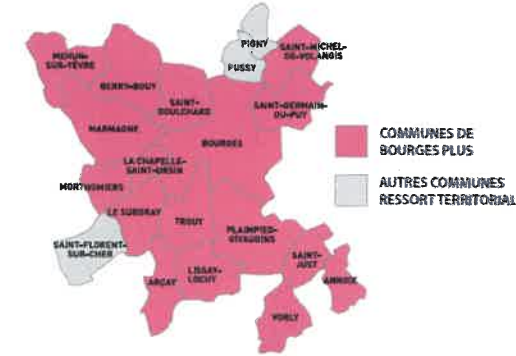 PIGNY
SAINT-MICHEL-
DE-VOLANGIS
MEHUN-
SUR-YÈVRE
FUSSY
BERRY-BOUY
SAINT-
DOULCHARD
SAINT-GERMAIN-
DU-PUY
MARMAGNE
BOURGES
COMMUNES DE
BOURGES PLUS
LA CHAPELLE-
SAINT-URSIN
AUTRES COMMUNES
RESSORT TERRITORIAL
MORTHOMIERS
LE SUBDRAY
TROUY
PLAIMPIED-
GIVAUDINS
SAINT-FLORENT-
SUR-CHER
SAINT-
JUST
ANNOIX
ARÇAY
LISSAY-
LOCHY
VORLY